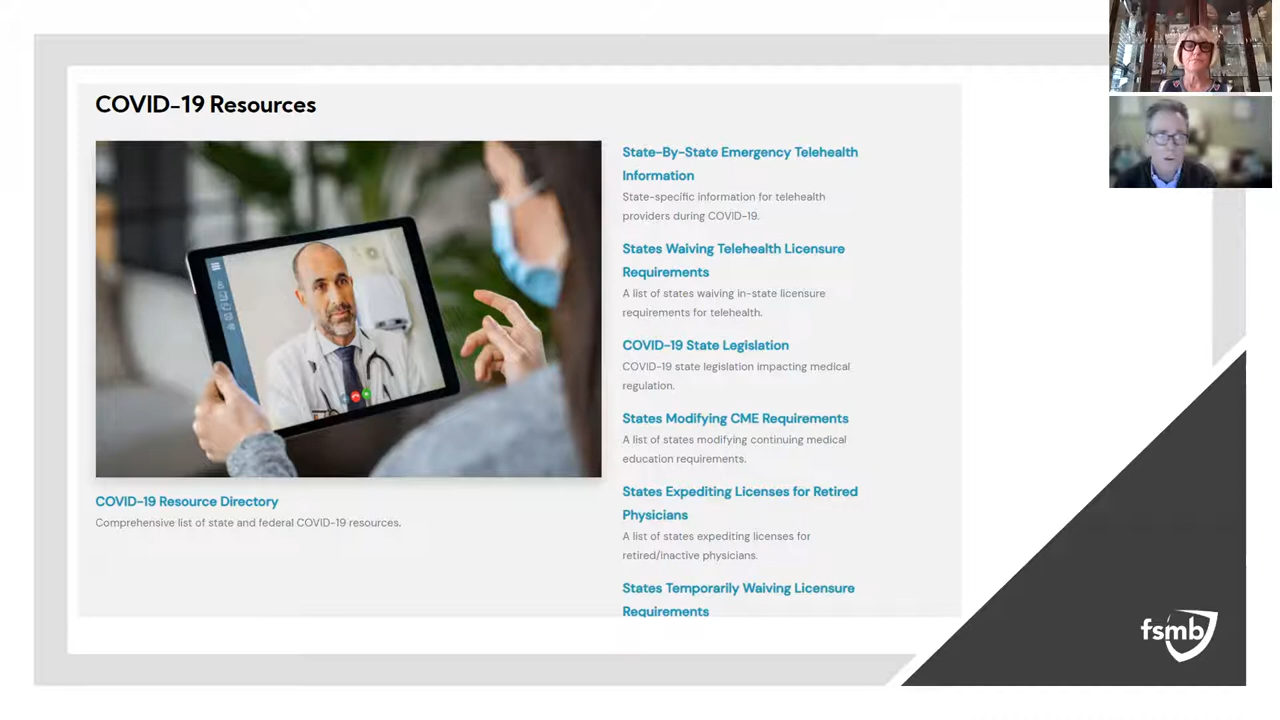 COVID-19 Resources
State-By-State Emergency Telehealth
Information
State-specific information for telehealth
providers during COVID-19.
States Waiving Telehealth Licensure
Requirements
A list of states waiving in-state licensure
requirements for telehealth.
COVID-19 State Legislation
COVID-19 state legislation impacting medical
regulation.
States Modifying CME Requirements
A list of states modifying continuing medical
education requirements.
States Expediting Licenses for Retired
Physicians
A list of states expediting licenses for
retired/inactive physicians.
States Temporarily Waiving Licensure
Requirements
COVID-19 Resource Directory
Comprehensive list of state and federal COVID-19 resources.
fsmb